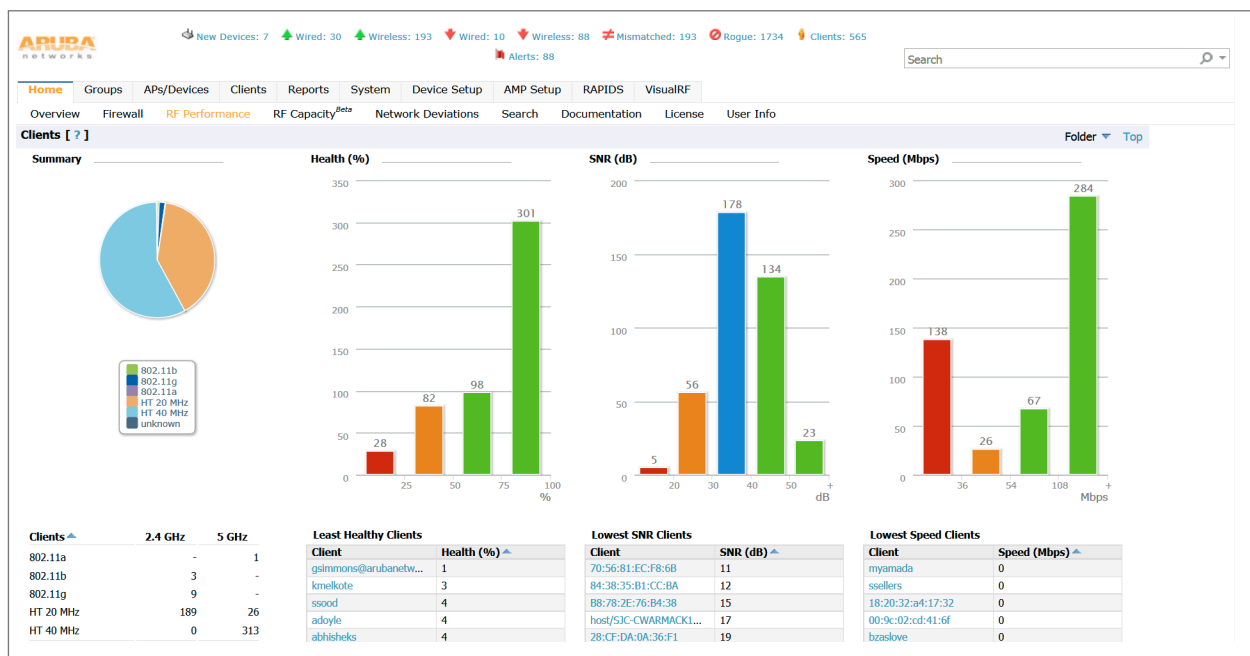 ARUBA
networks
New Devices: 7 Wired: 30 Wireless: 193 Wired: 10 Wireless: 88 Mismatched: 193 Rogue: 1734 Clients: 565
Alerts: 88
Search
Home Groups APs/Devices Clients Reports System Device Setup AMP Setup RAPIDS VisualRF
Overview Firewall RF Performance RF Capacity Beta Network Deviations Search Documentation License User Info
Clients [ ? ] Folder Top
Summary
802.11b
802.11g
802.11a
HT 20 MHz
HT 40 MHz
unknown
Health (%)
350
300
250
200
150
100
50
0
28
82
98
301
25 50 75 100
%
SNR (dB)
200
150
100
50
0
5
56
178
134
23
20 30 40 50 +
dB
Speed (Mbps)
300
250
200
150
100
50
0
138
26
67
284
36 54 108 +
Mbps
Clients 2.4 GHz 5 GHz
802.11a - 1
802.11b 3 -
802.11g 9 -
HT 20 MHz 189 26
HT 40 MHz 0 313
Least Healthy Clients
Client Health (%)
gsimmons@arubanetw... 1
kmelkote 3
ssood 4
adoyle 4
abhisheks 4
Lowest SNR Clients
Client SNR (dB)
70:56:81:EC:F8:6B 11
84:38:35:B1:CC:BA 12
B8:78:2E:76:B4:38 15
host/SJC-CWARMACK1... 17
28:CF:DA:0A:36:F1 19
Lowest Speed Clients
Client Speed (Mbps)
myamada 0
ssellers 0
18:20:32:a4:17:32 0
00:9c:02:cd:41:6f 0
bzaslove 0